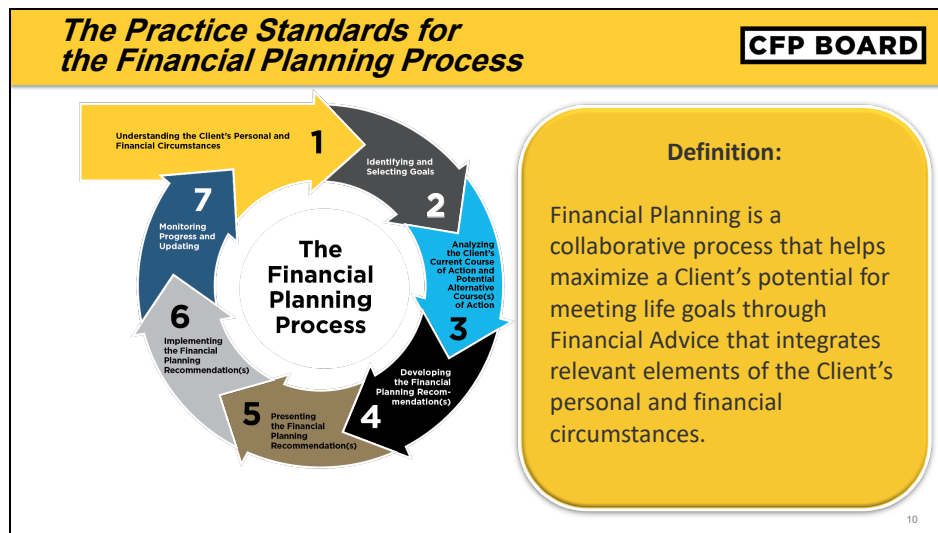 The Practice Standards for
the Financial Planning Process
CFP BOARD
Understanding the Client's Personal and
Financial Circumstances
1
Identifying and
Selecting Goals
2
Analyzing
the Client's
Current Course
of Action and
Potential
Alternative
Course(s)
of Action
3
Developing
the Financial
Planning Recom-
mendation(s)
4
5
Presenting
the Financial
Planning
Recommendation(s)
6
Implementing
the Financial
Planning
Recommendation(s)
7
Monitoring
Progress and
Updating
The
Financial
Planning
Process
Definition:
Financial Planning is a
collaborative process that helps
maximize a Client's potential for
meeting life goals through
Financial Advice that integrates
relevant elements of the Client's
personal and financial
circumstances.
10